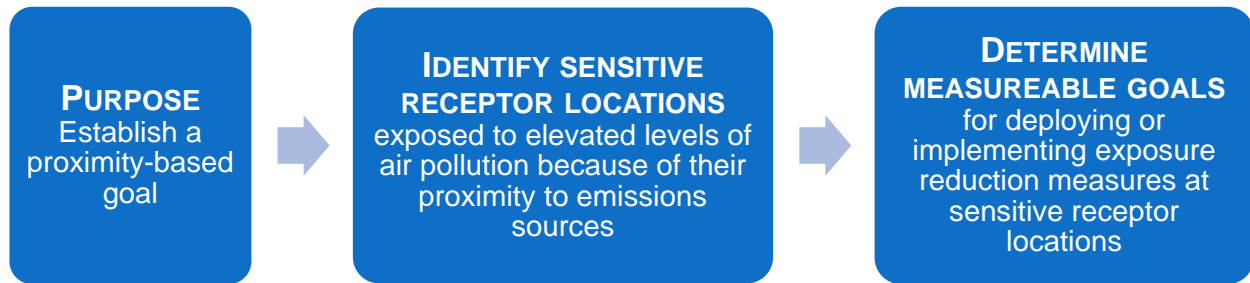 PURPOSE
Establish a
proximity-based
goal
IDENTIFY SENSITIVE
RECEPTOR LOCATIONS
exposed to elevated levels of
air pollution because of their
proximity to emissions
sources
DETERMINE
MEASUREABLE GOALS
for deploying or
implementing exposure
reduction measures at
sensitive receptor
locations